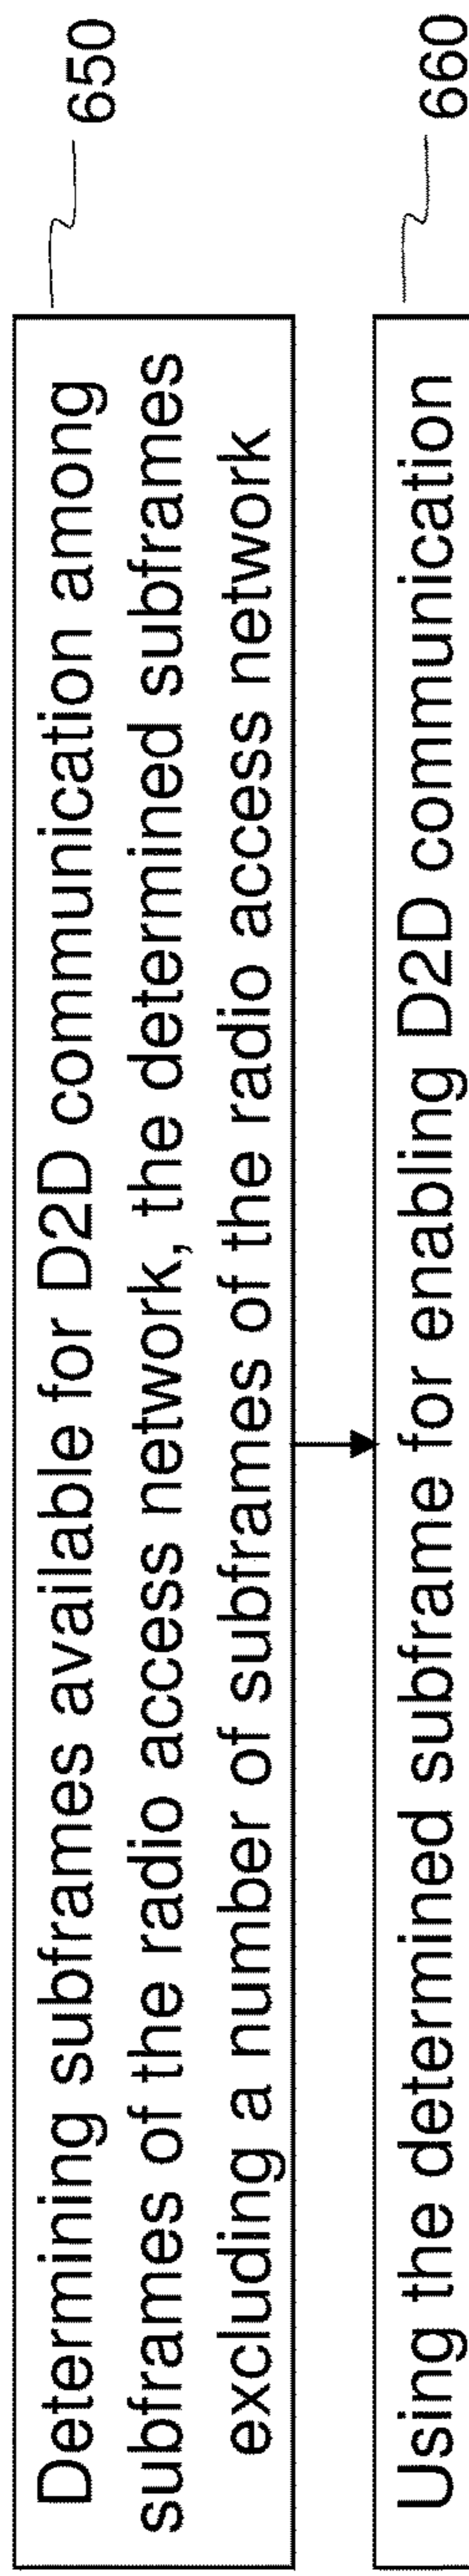 Determining subframes available for D2D communication among
subframes of the radio access network, the determined subframes
excluding a number of subframes of the radio access network
650
Using the determined subframe for enabling D2D communication
660